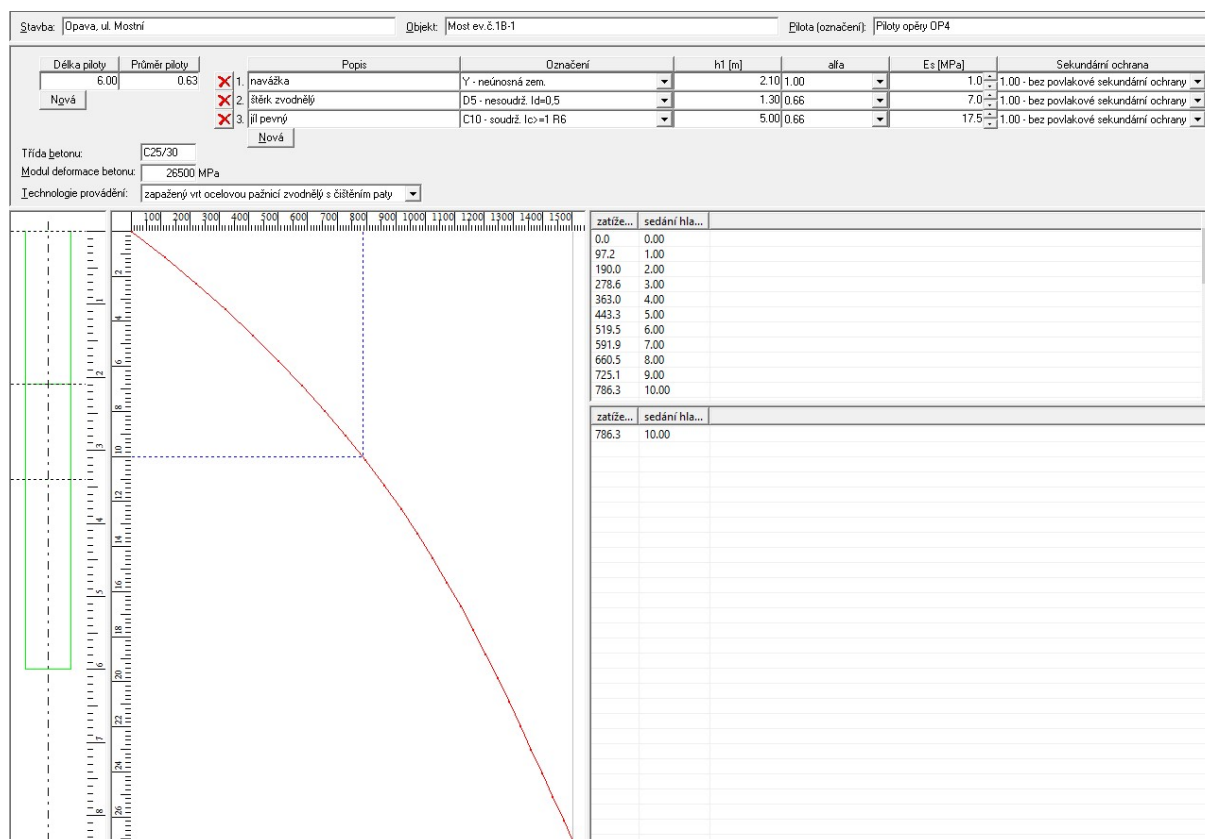 Stavba: Opava, ul. Mostní Objekt: Most ev.č.1B-1 Pilota (označení): Piloty opěry OP4
Délka piloty Průměr piloty Popis Označení h1 [m] alfa Es [MPa] Sekundární ochrana
6.00 0.63 1. navážka Y - neúnosná zem. 2.10 1.00 1.0 1.00 - bez povlakové sekundární ochrany
Nová 2. štěrk zvodnělý D5 - nesoudrž. Id=0,5 1.30 0.66 7.0 1.00 - bez povlakové sekundární ochrany
3. jíl pevný C10 - soudrž. Ic>=1 R6 5.00 0.66 17.5 1.00 - bez povlakové sekundární ochrany
Nová
Třída betonu: C25/30
Modul deformace betonu: 26500 MPa
Technologie provádění: zapažený vrt ocelovou pažnicí zvodnělý s čištěním paty
100 200 300 400 500 600 700 800 900 1000 1100 1200 1300 1400 1500
1
2
3
4
5
6
7
8
2
4
6
8
10
12
14
16
18
20
22
24
26
zatíže... sedání hla...
0.0 0.00
97.2 1.00
190.0 2.00
278.6 3.00
363.0 4.00
443.3 5.00
519.5 6.00
591.9 7.00
660.5 8.00
725.1 9.00
786.3 10.00
zatíže... sedání hla...
786.3 10.00